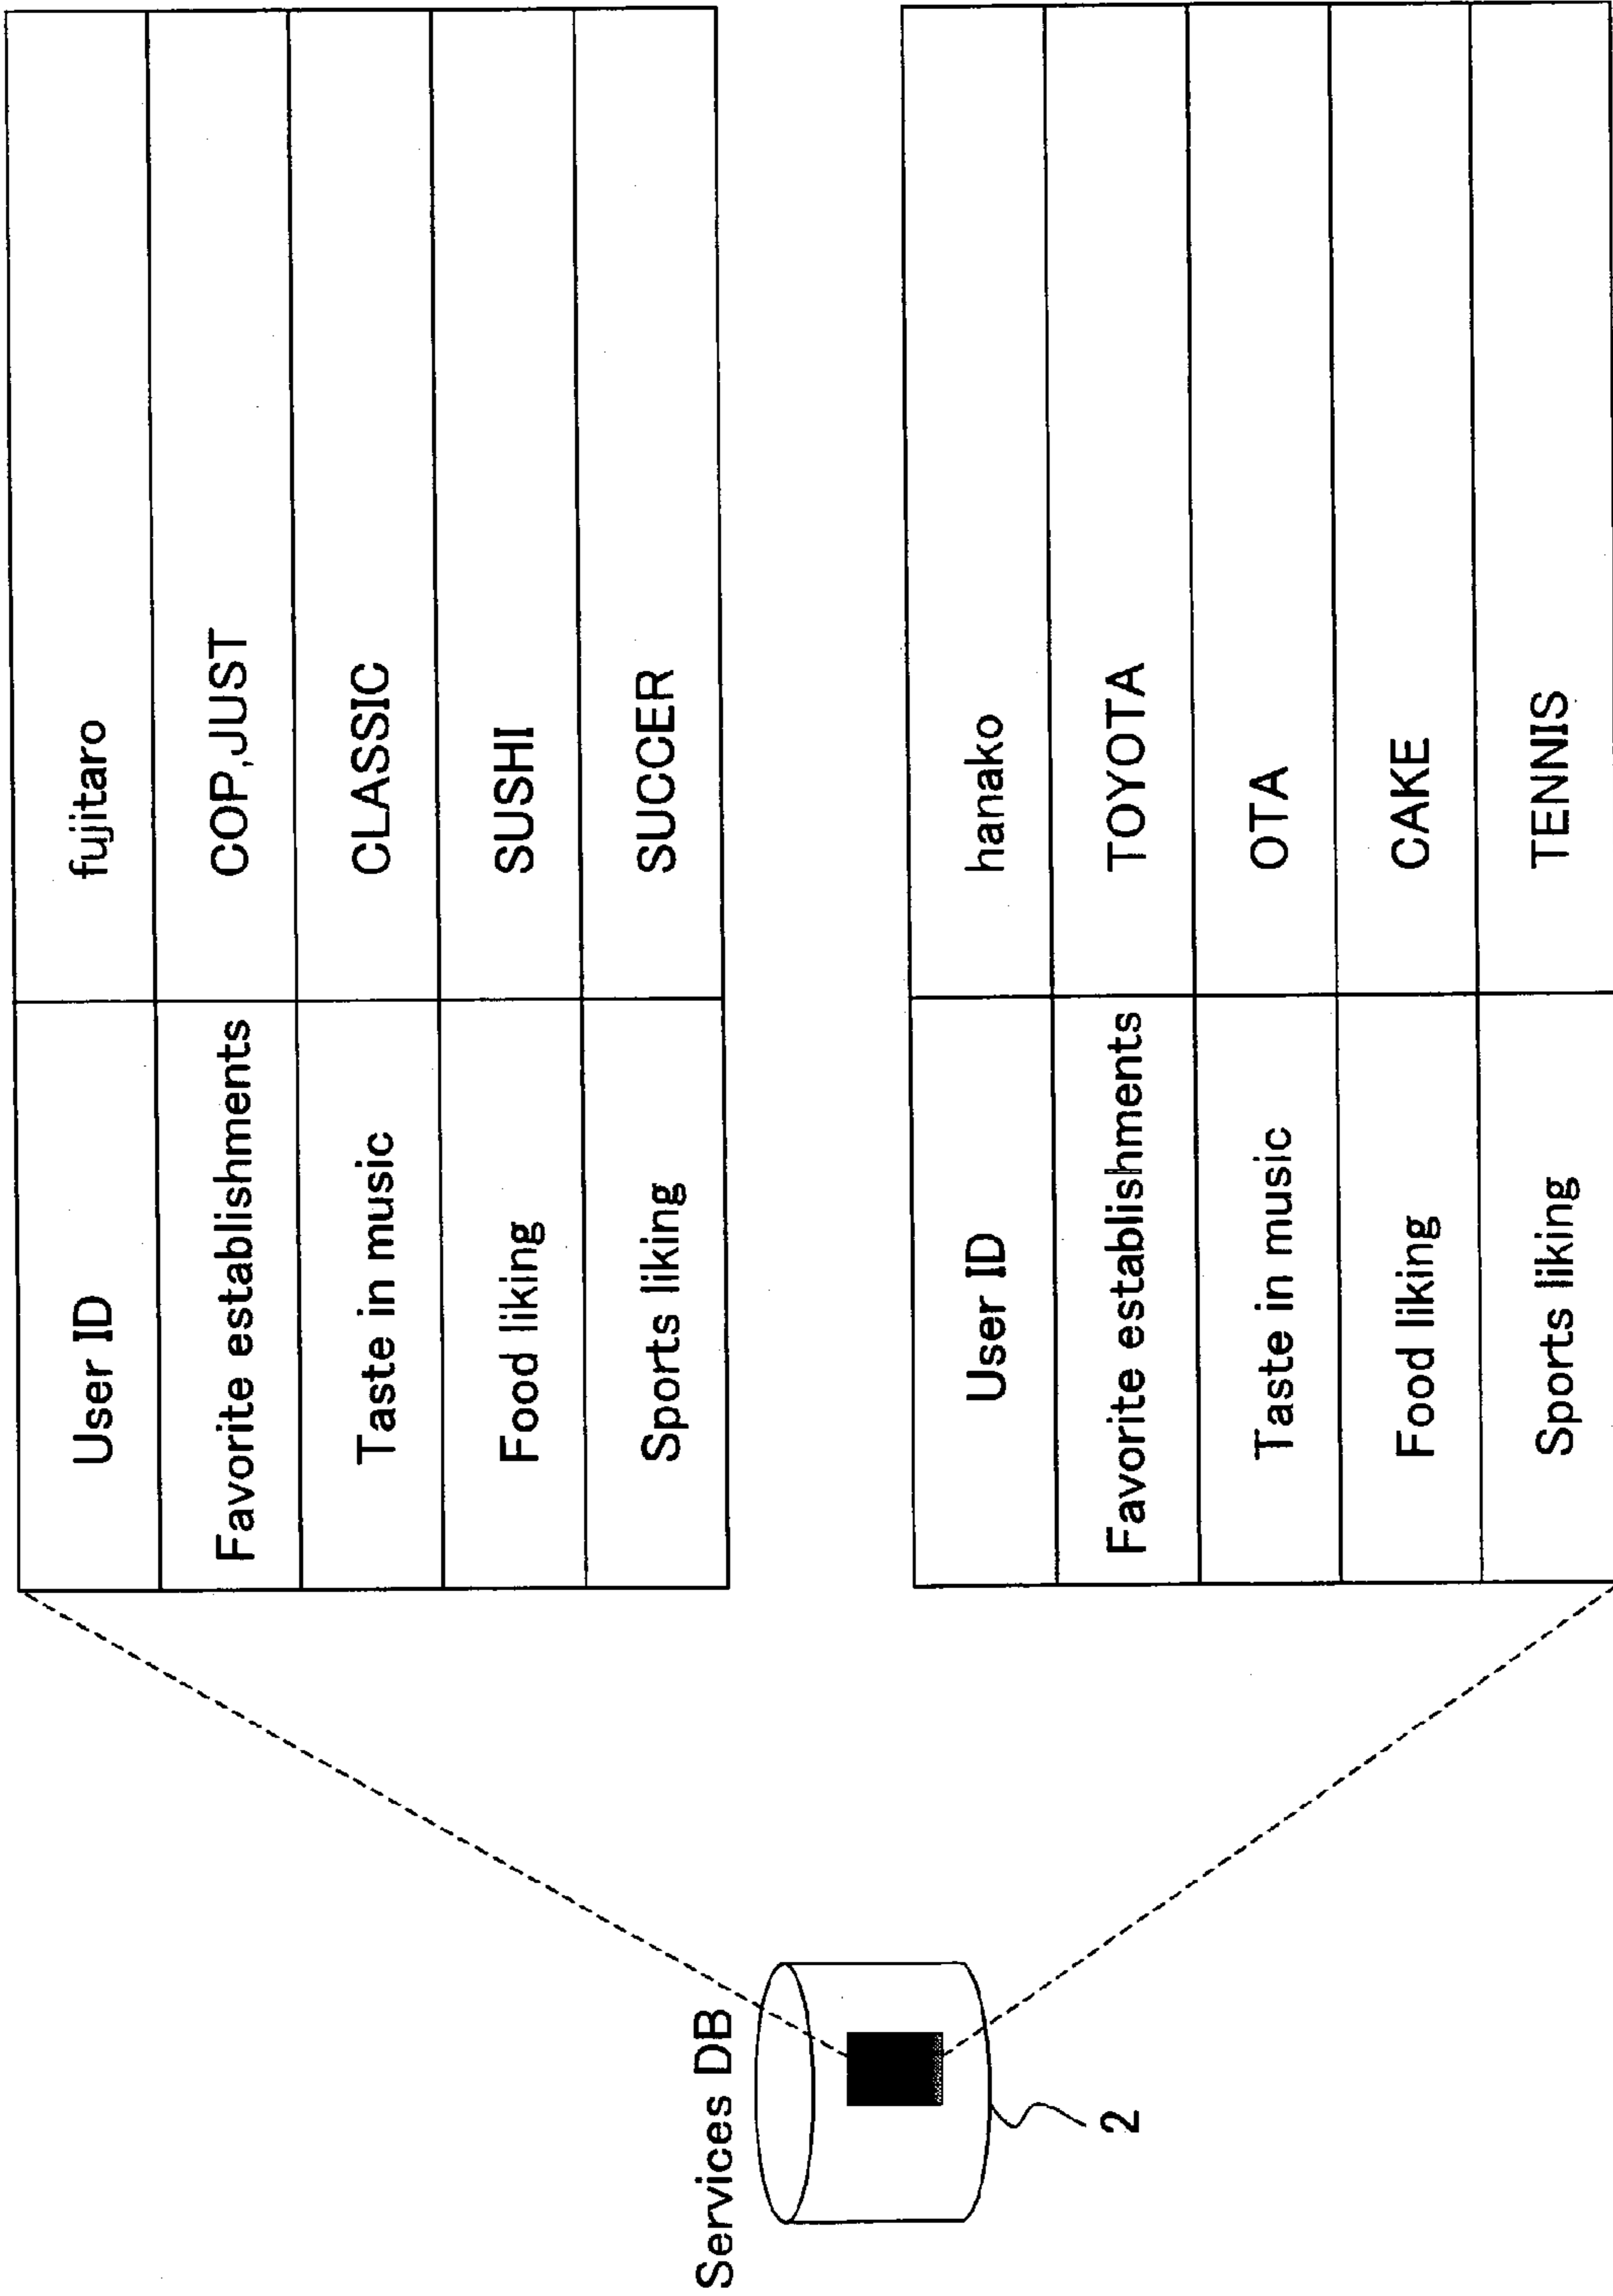 Services DB
2
User ID fujitaro
Favorite establishments COP,JUST
Taste in music CLASSIC
Food liking SUSHI
Sports liking SUCCER
User ID hanako
Favorite establishments TOYOTA
Taste in music OTA
Food liking CAKE
Sports liking TENNIS